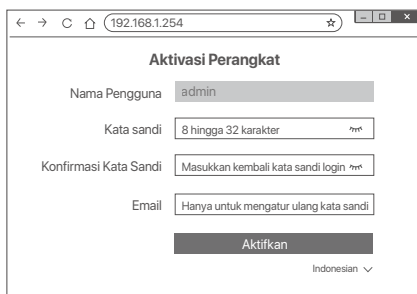 192.168.1.254
Aktivasi Perangkat
Nama Pengguna admin
Kata sandi 8 hingga 32 karakter
Konfirmasi Kata Sandi Masukkan kembali kata sandi login
Email Hanya untuk mengatur ulang kata sandi
Aktifkan
Indonesian